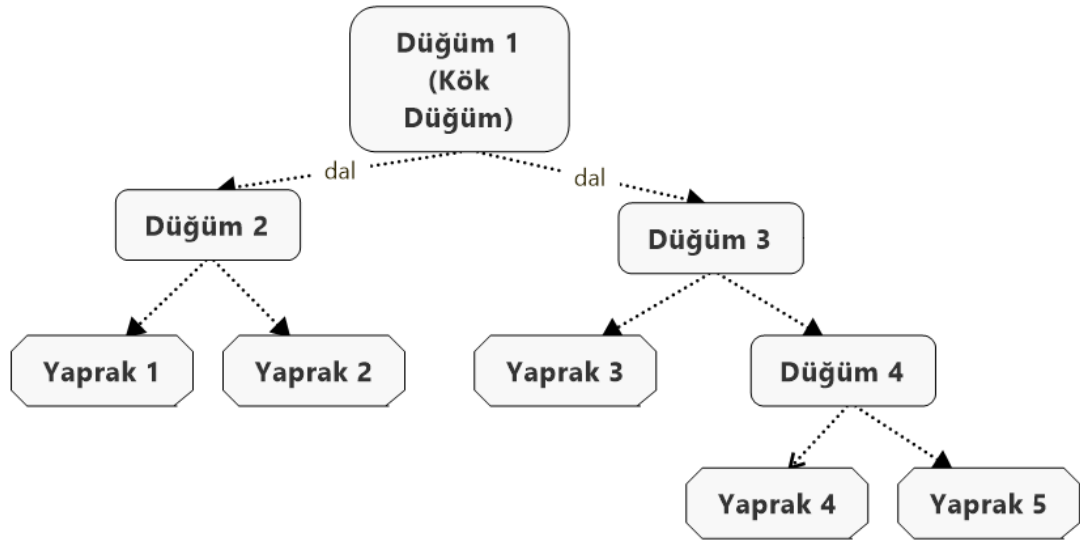 Düğüm 1
(Kök
Düğüm)
dal
dal
Düğüm 2
Düğüm 3
Yaprak 1
Yaprak 2
Yaprak 3
Düğüm 4
Yaprak 4
Yaprak 5